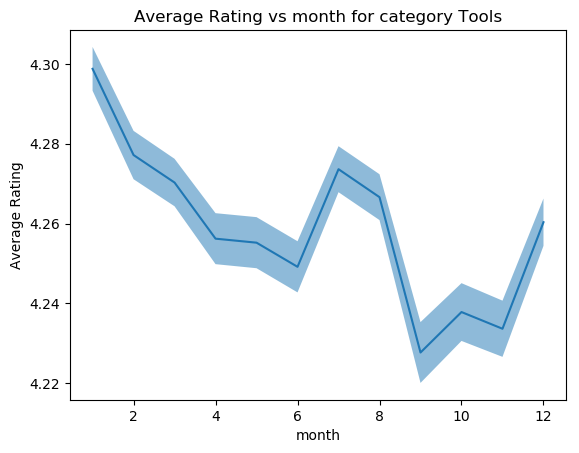 Average Rating vs month for category Tools
Average Rating
4.30
4.28
4.26
4.24
4.22
2 4 6 8 10 12
month